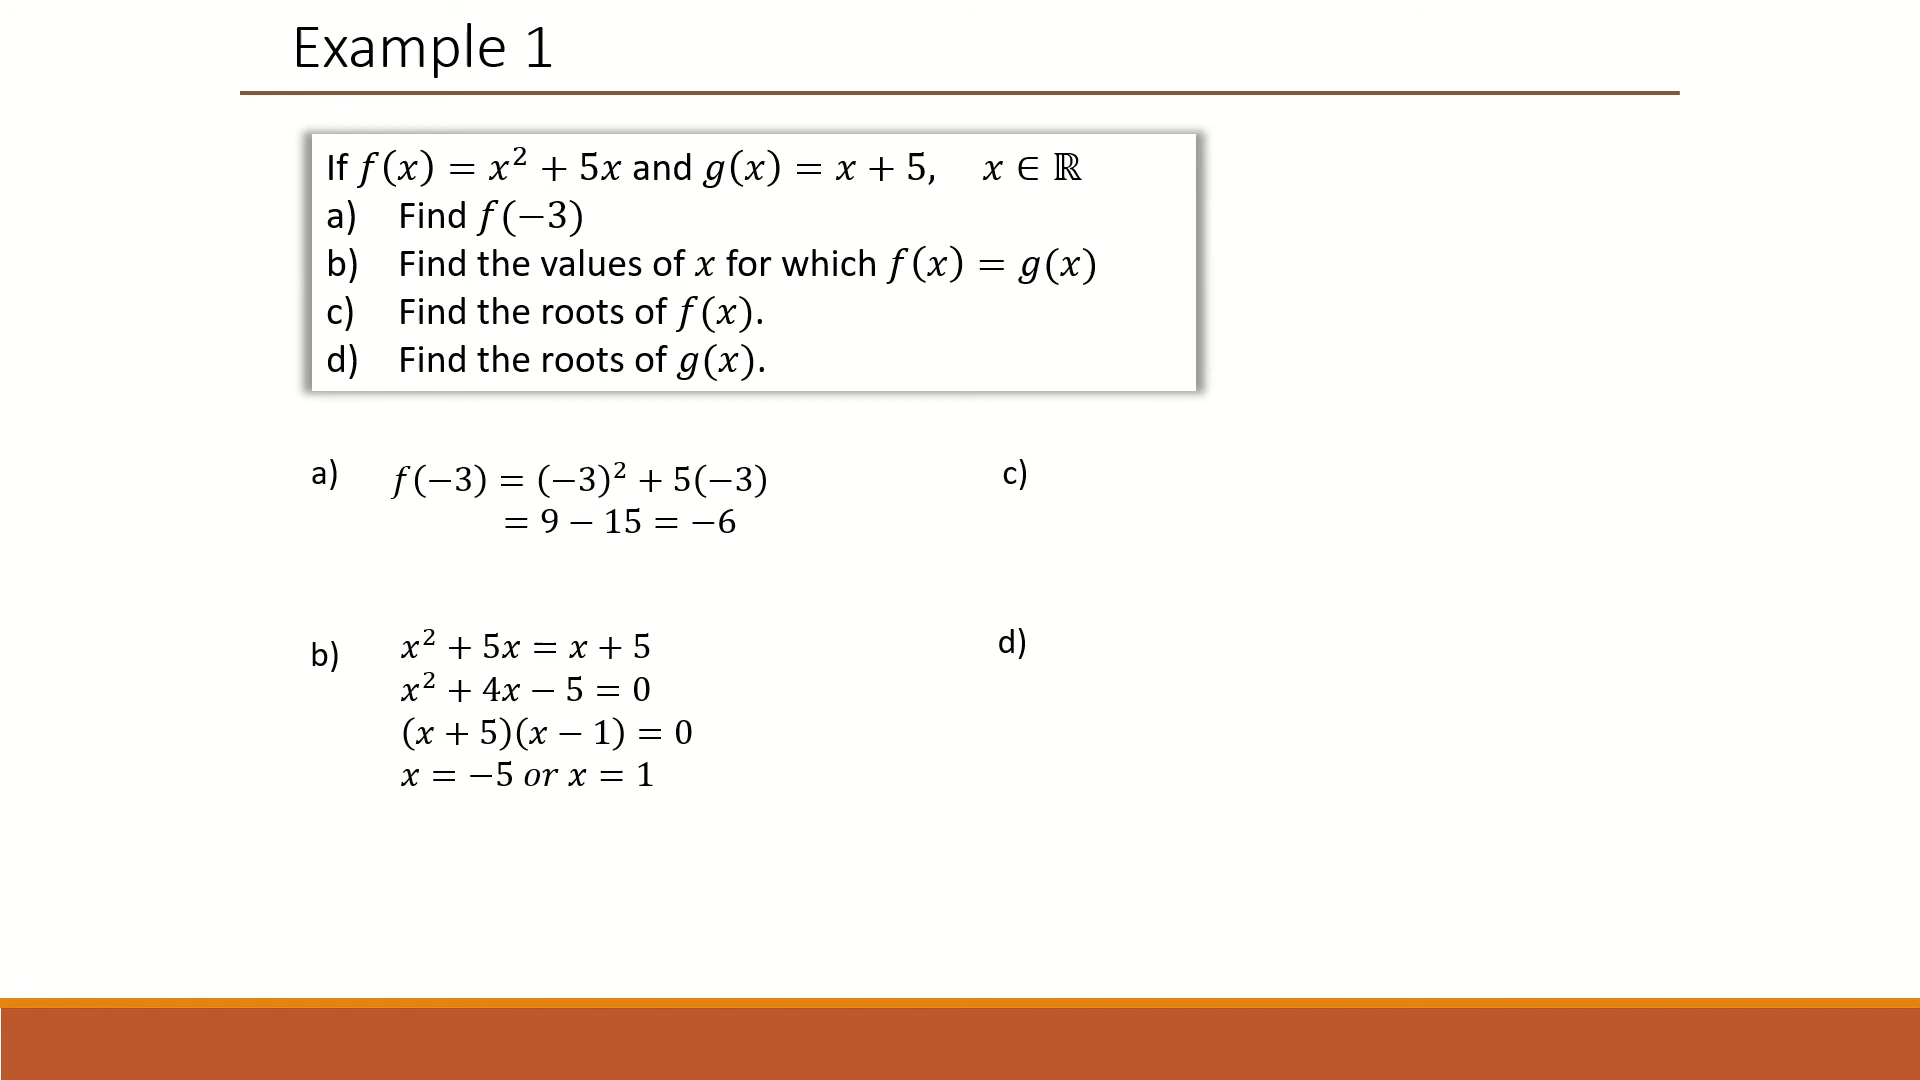 Example 1
If f(x) = x² + 5x and g(x) = x + 5, x ∈ ℝ
a) Find f(−3)
b) Find the values of x for which f(x) = g(x)
c) Find the roots of f(x).
d) Find the roots of g(x).
a) f(−3) = (−3)² + 5(−3)
= 9 − 15 = −6
b) x² + 5x = x + 5
x² + 4x − 5 = 0
(x + 5)(x − 1) = 0
x = −5 or x = 1
c)
d)